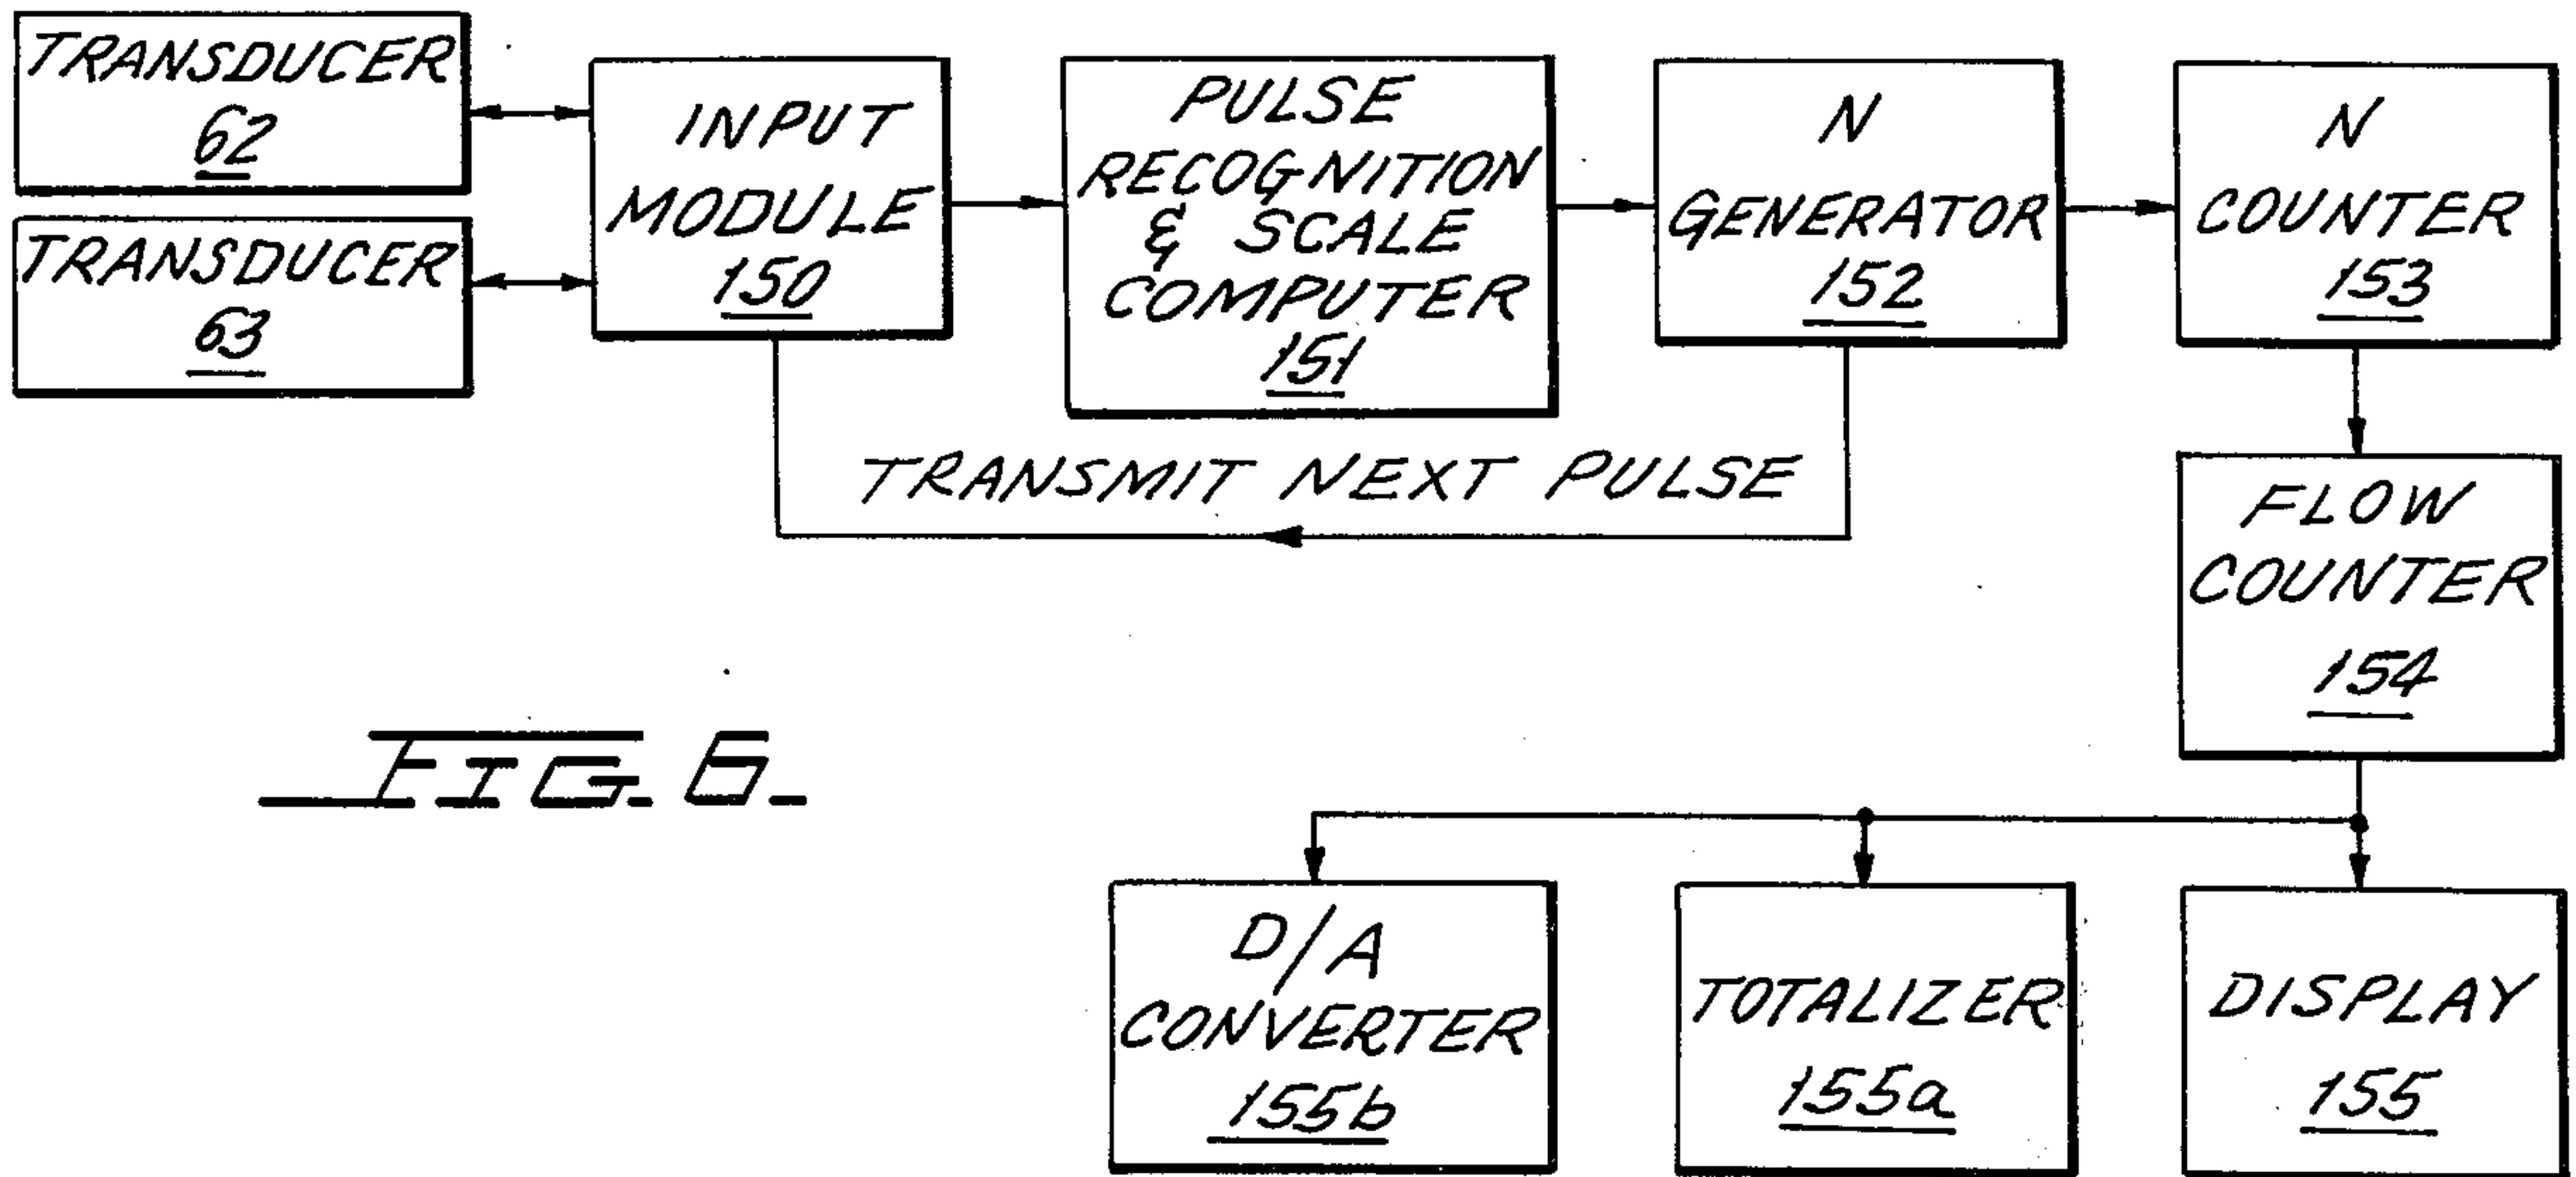 TRANSDUCER
62
TRANSDUCER
63
INPUT
MODULE
150
PULSE
RECOGNITION
& SCALE
COMPUTER
151
N
GENERATOR
152
N
COUNTER
153
TRANSMIT NEXT PULSE
FLOW
COUNTER
154
FIG. 6.
D/A
CONVERTER
155b
TOTALIZER
155a
DISPLAY
155